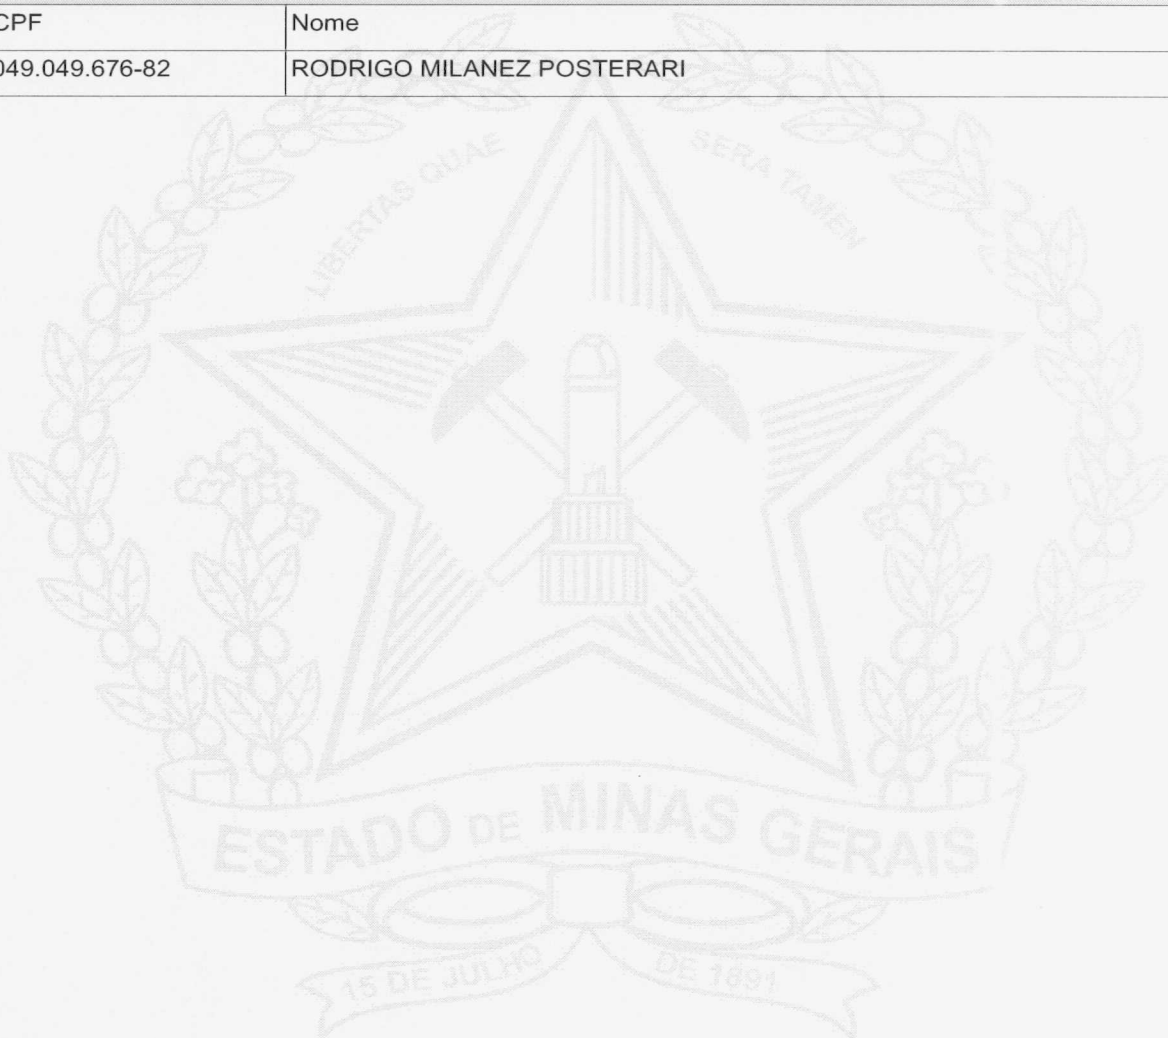 CPF Nome
049.049.676-82 RODRIGO MILANEZ POSTERARI
LIBERTAS QUAE SERA TAMEN
ESTADO DE MINAS GERAIS
15 DE JULHO DE 1891